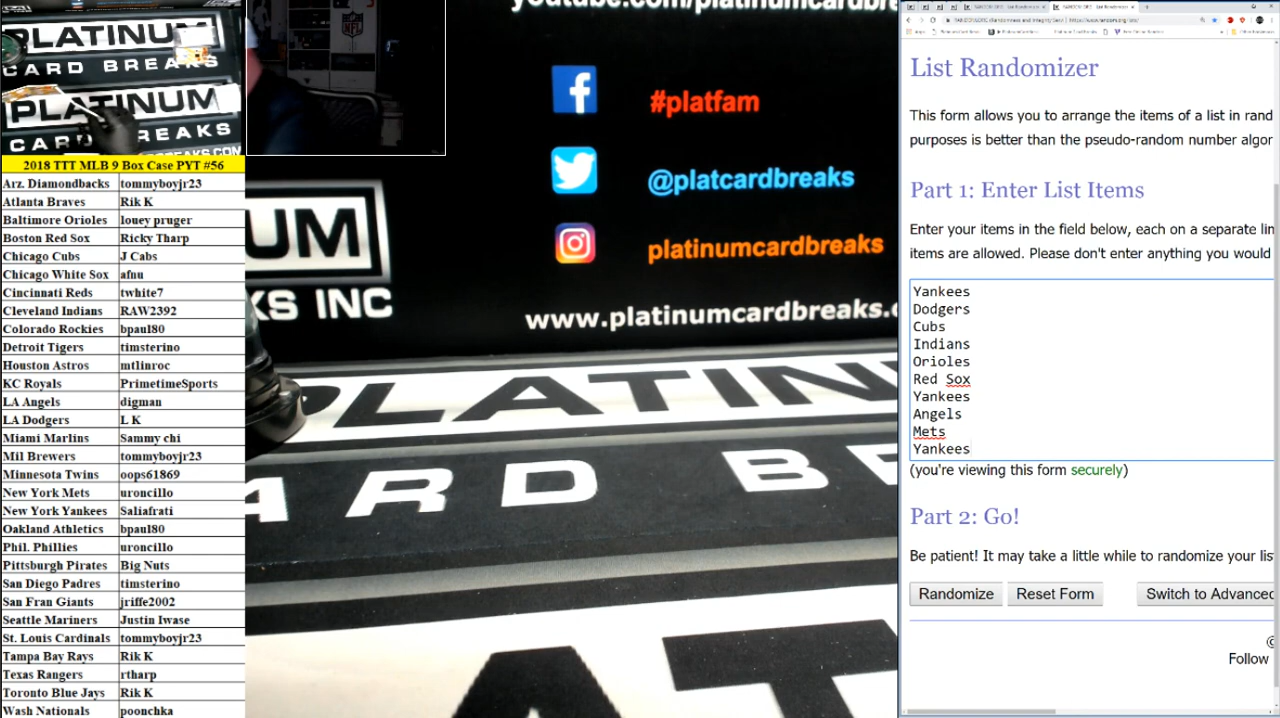 PLATINUM
CARD BREAKS
PLATINUM
CARD BREAKS
2018 TTT MLB 9 Box Case PYT #56
Arz. Diamondbacks tommyboyjr23
Atlanta Braves Rik K
Baltimore Orioles louey pruger
Boston Red Sox Ricky Tharp
Chicago Cubs J Cabs
Chicago White Sox afnu
Cincinnati Reds twhite7
Cleveland Indians RAW2392
Colorado Rockies bpaul80
Detroit Tigers timsterino
Houston Astros mtlinroc
KC Royals PrimetimeSports
LA Angels digman
LA Dodgers L K
Miami Marlins Sammy chi
Mil Brewers tommyboyjr23
Minnesota Twins oops61869
New York Mets uroncillo
New York Yankees Saliafrati
Oakland Athletics bpaul80
Phil. Phillies uroncillo
Pittsburgh Pirates Big Nuts
San Diego Padres timsterino
San Fran Giants jriffe2002
Seattle Mariners Justin Iwase
St. Louis Cardinals tommyboyjr23
Tampa Bay Rays Rik K
Texas Rangers rtharp
Toronto Blue Jays Rik K
Wash Nationals poonchka
youtube.com/platinumcardbre
#platfam
@platcardbreaks
platinumcardbreaks
www.platinumcardbreaks.c
UM
KS INC
PLATIN
ARD BE
AT
List Randomizer
This form allows you to arrange the items of a list in rand
purposes is better than the pseudo-random number algor
Part 1: Enter List Items
Enter your items in the field below, each on a separate lin
items are allowed. Please don't enter anything you would
Yankees
Dodgers
Cubs
Indians
Orioles
Red Sox
Yankees
Angels
Mets
Yankees
(you're viewing this form securely)
Part 2: Go!
Be patient! It may take a little while to randomize your lis
Randomize Reset Form Switch to Advanced
Follow